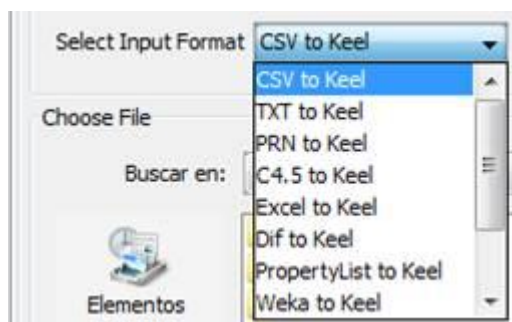 Select Input Format CSV to Keel
CSV to Keel
TXT to Keel
Choose File
PRN to Keel
Buscar en: C4.5 to Keel
Excel to Keel
Dif to Keel
PropertyList to Keel
Elementos Weka to Keel